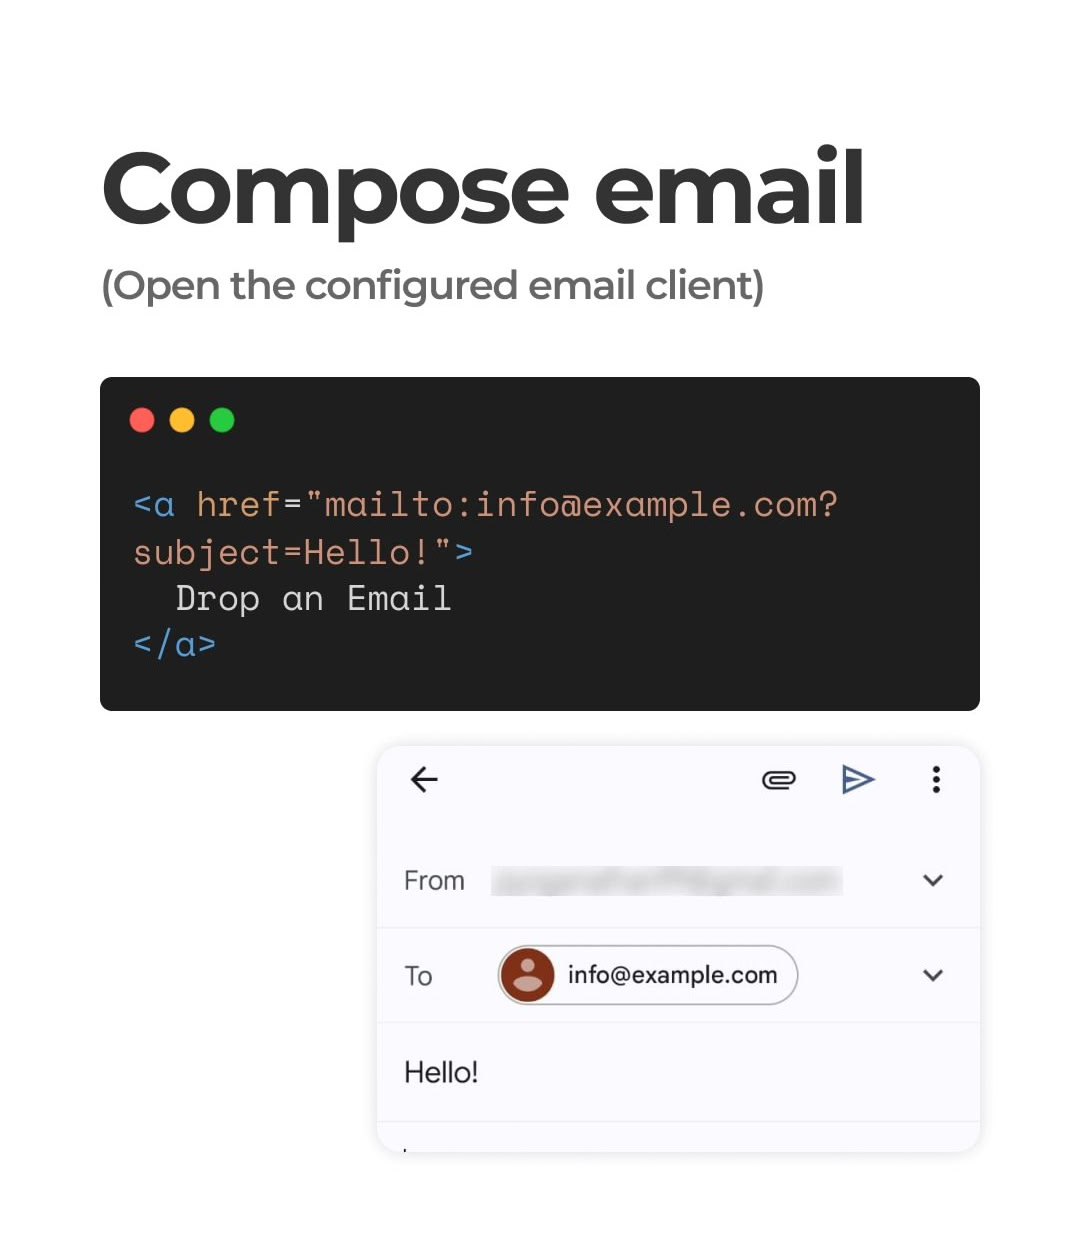 Compose email
(Open the configured email client)
<a href="mailto:info@example.com?
subject=Hello!">
  Drop an Email
</a>
From
To info@example.com
Hello!